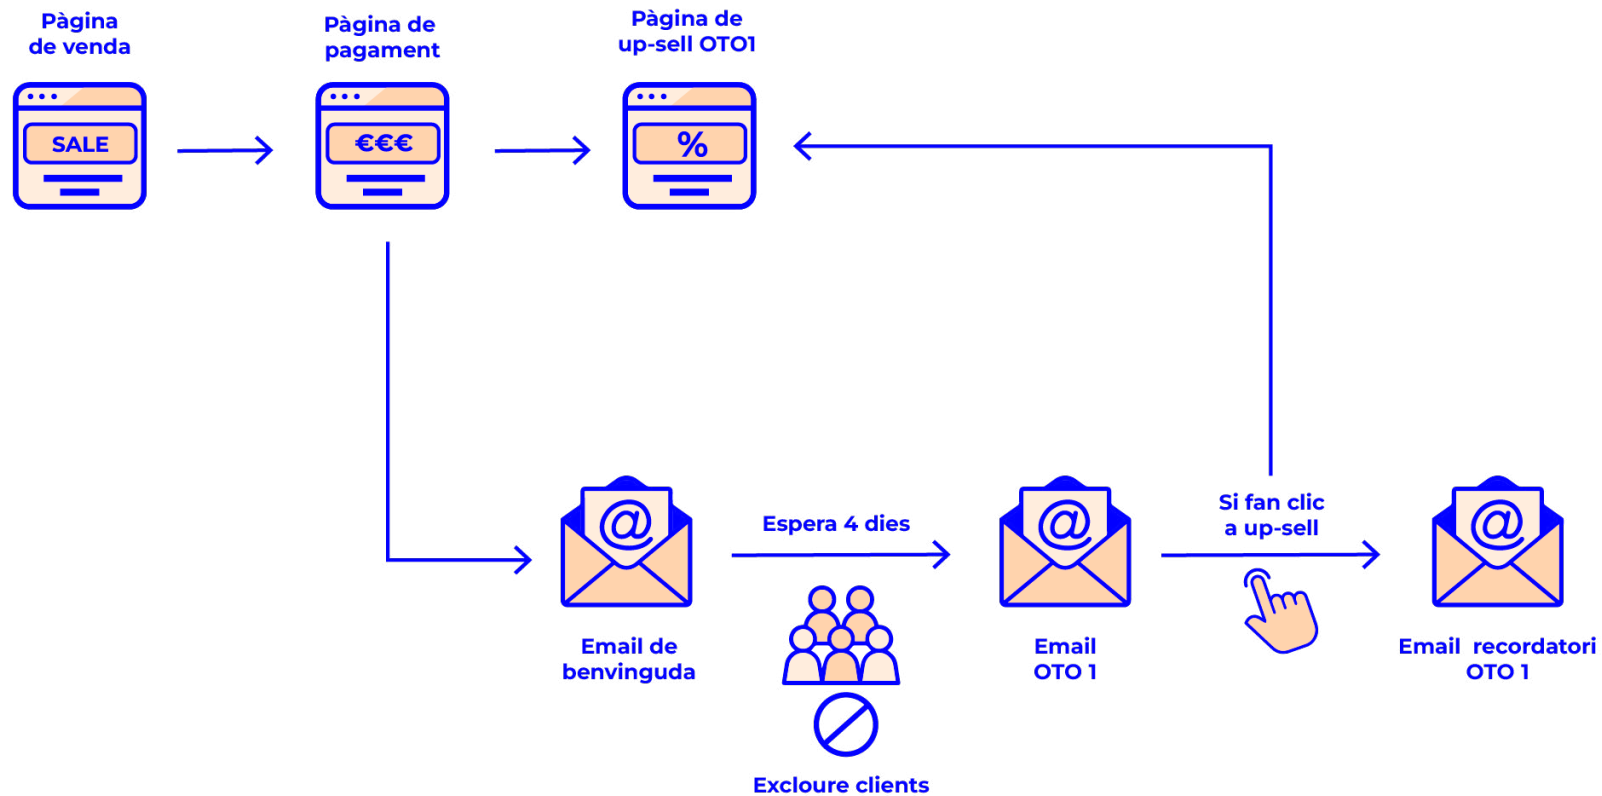 Pàgina
de venda
Pàgina de
pagament
Pàgina de
up-sell OTO1
SALE
€€€
%
@
Email de
benvinguda
Espera 4 dies
Excloure clients
@
Email
OTO 1
Si fan clic
a up-sell
@
Email recordatori
OTO 1